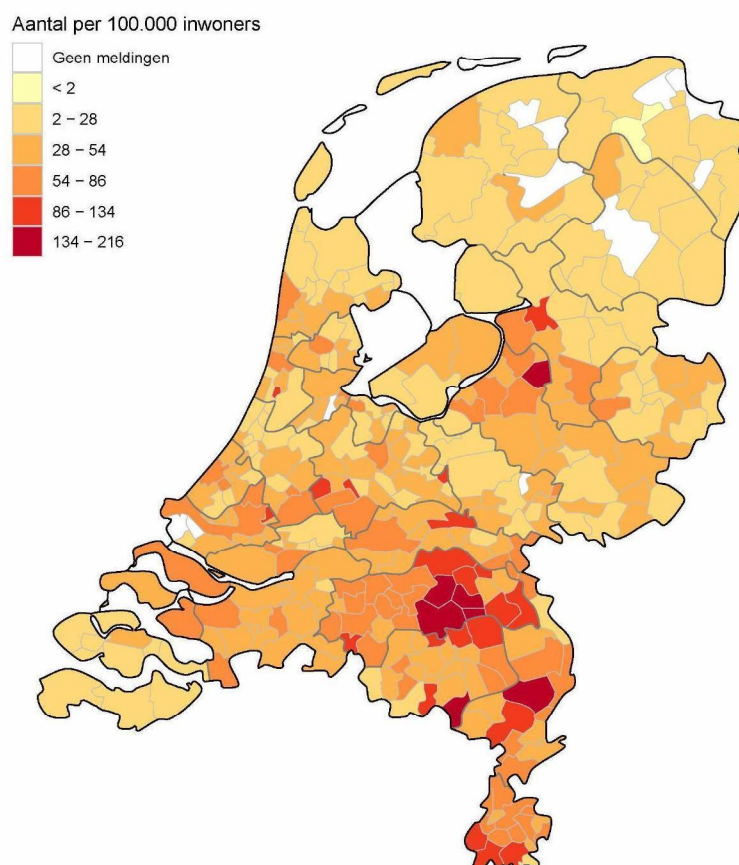 Aantal per 100.000 inwoners
Geen meldingen
< 2
2 – 28
28 – 54
54 – 86
86 – 134
134 – 216